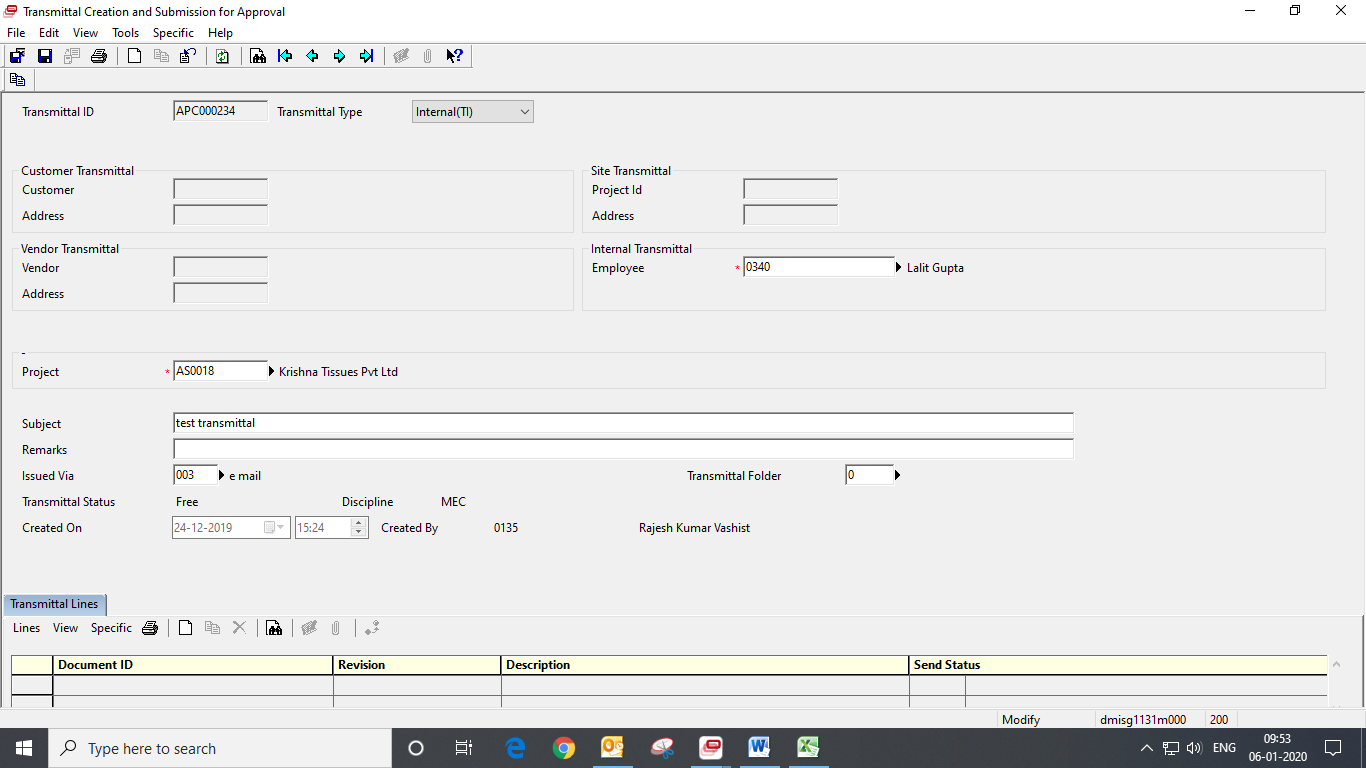 Transmittal Creation and Submission for Approval
File Edit View Tools Specific Help
Transmittal ID APC000234 Transmittal Type Internal(TI)
Customer Transmittal Site Transmittal
Customer Project Id
Address Address
Vendor Transmittal Internal Transmittal
Vendor Employee * 0340 Lalit Gupta
Address
-
Project * AS0018 Krishna Tissues Pvt Ltd
Subject test transmittal
Remarks
Issued Via 003 e mail Transmittal Folder 0
Transmittal Status Free Discipline MEC
Created On 24-12-2019 15:24 Created By 0135 Rajesh Kumar Vashist
Transmittal Lines
Lines View Specific
Document ID Revision Description Send Status
Modify dmisg1131m000 200
Type here to search ENG 09:53
06-01-2020